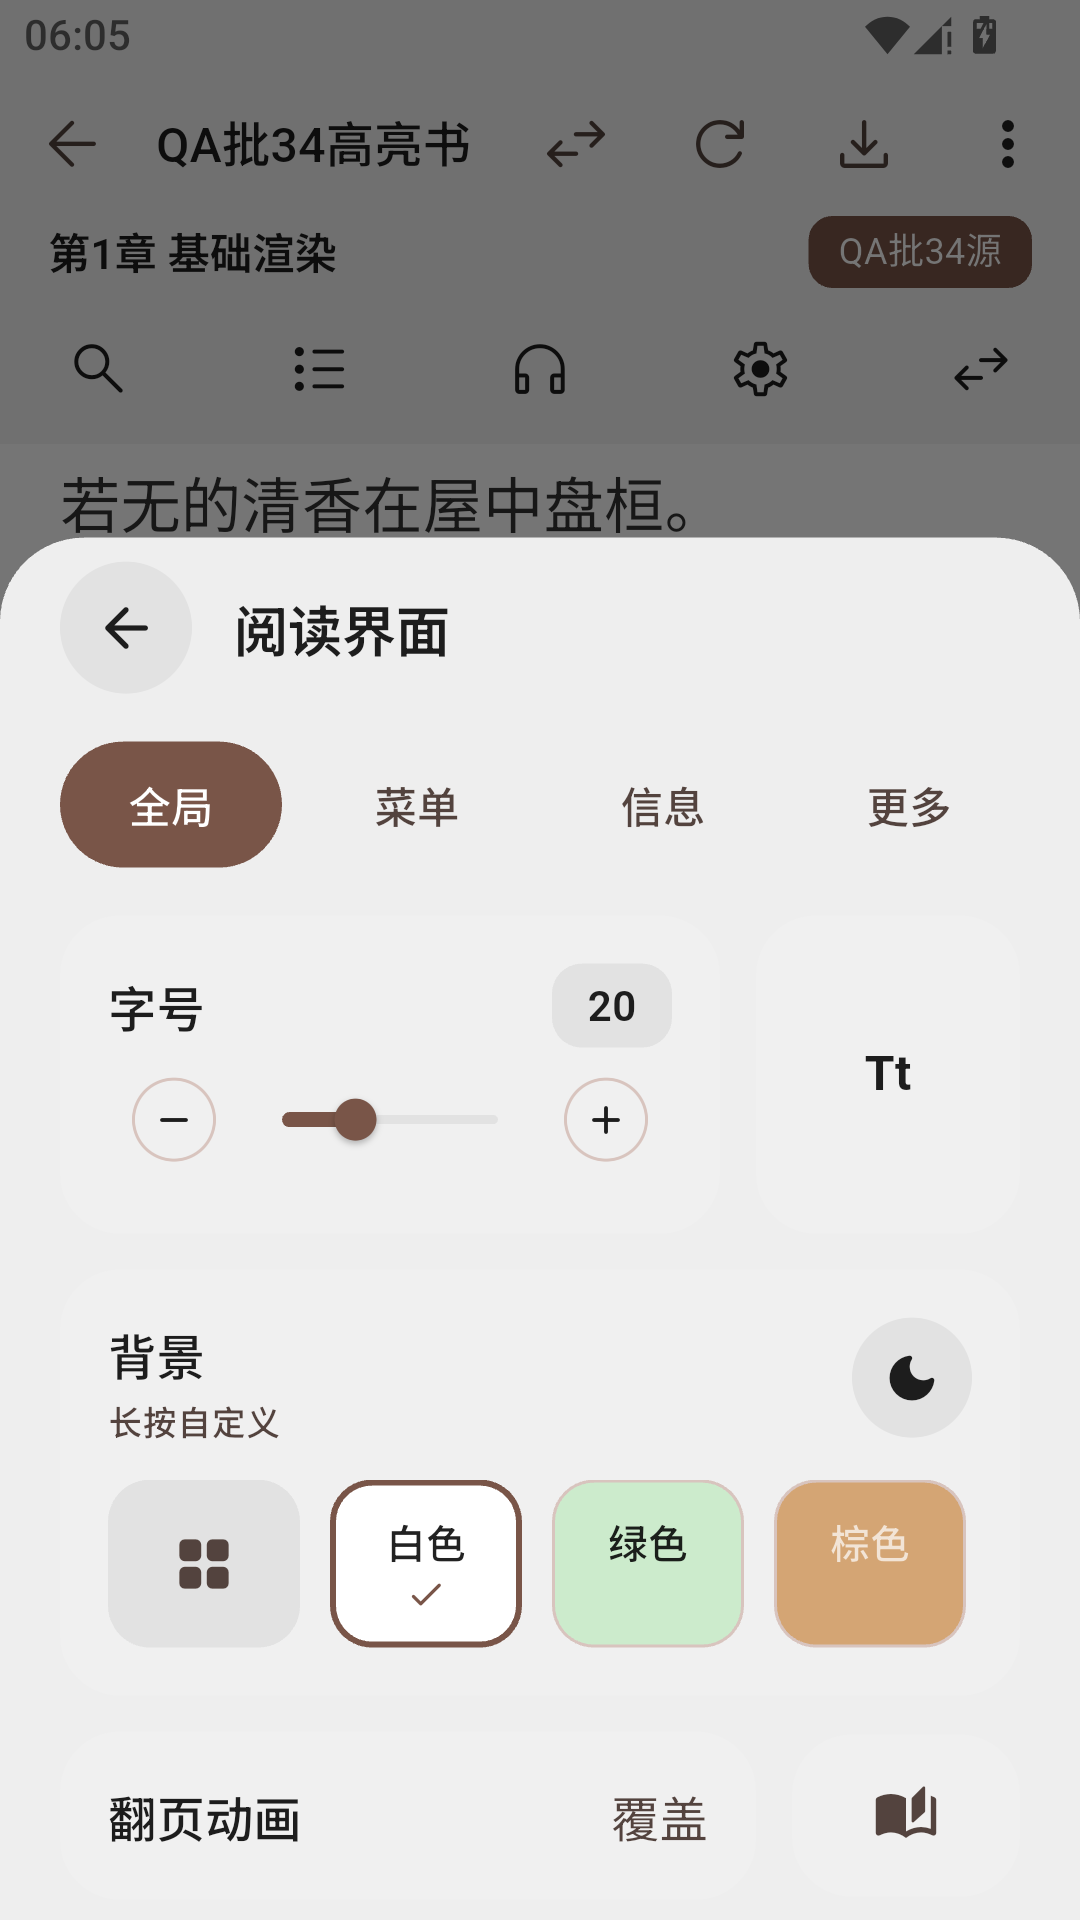 06:05
QA批34高亮书
第1章 基础渲染
QA批34源
若无的清香在屋中盘桓。
阅读界面
全局
菜单
信息
更多
字号
20
Tt
背景
长按自定义
白色
绿色
棕色
翻页动画
覆盖